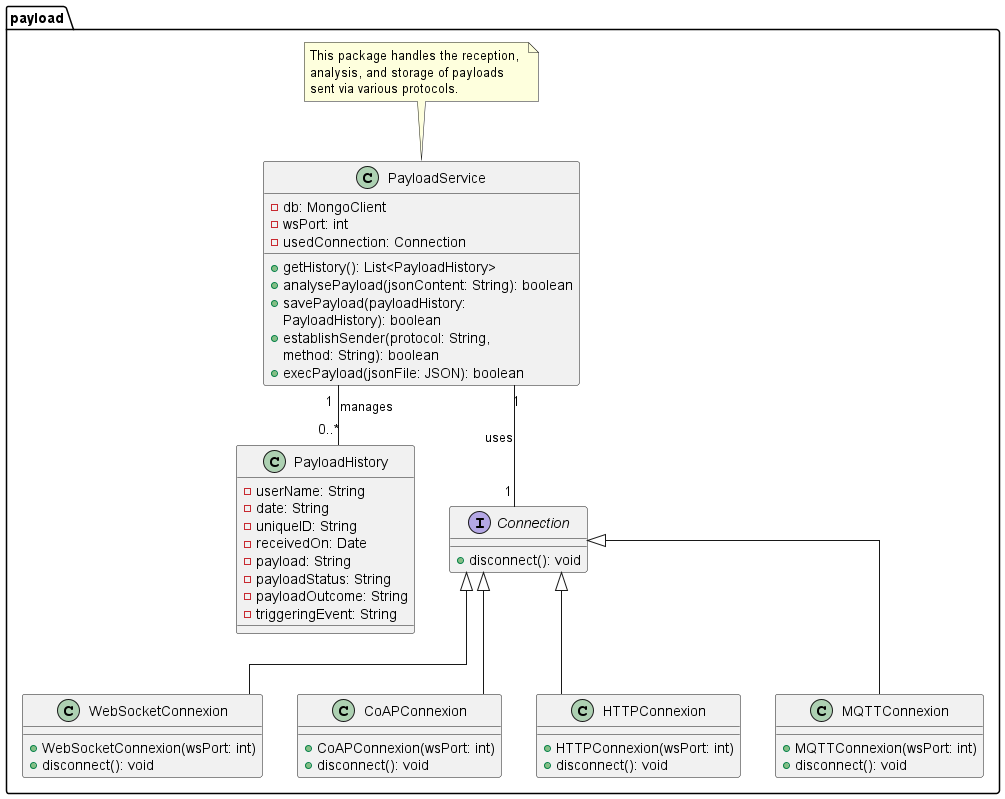 payload
This package handles the reception,
analysis, and storage of payloads
sent via various protocols.
C PayloadService
db: MongoClient
wsPort: int
usedConnection: Connection
getHistory(): List<PayloadHistory>
analysePayload(jsonContent: String): boolean
savePayload(payloadHistory:
PayloadHistory): boolean
establishSender(protocol: String,
method: String): boolean
execPayload(jsonFile: JSON): boolean
1
manages
0..*
1
uses
1
C PayloadHistory
userName: String
date: String
uniqueID: String
receivedOn: Date
payload: String
payloadStatus: String
payloadOutcome: String
triggeringEvent: String
I Connection
disconnect(): void
C WebSocketConnexion
WebSocketConnexion(wsPort: int)
disconnect(): void
C CoAPConnexion
CoAPConnexion(wsPort: int)
disconnect(): void
C HTTPConnexion
HTTPConnexion(wsPort: int)
disconnect(): void
C MQTTConnexion
MQTTConnexion(wsPort: int)
disconnect(): void